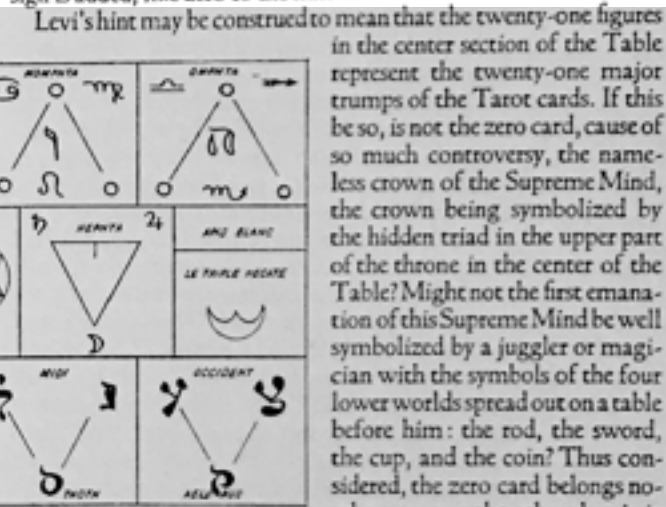 Levi's hint may be construed to mean that the twenty-one figures
in the center section of the Table
represent the twenty-one major
trumps of the Tarot cards. If this
be so, is not the zero card, cause of
so much controversy, the name-
less crown of the Supreme Mind,
the crown being symbolized by
the hidden triad in the upper part
of the throne in the center of the
Table? Might not the first emana-
tion of this Supreme Mind be well
symbolized by a juggler or magi-
cian with the symbols of the four
lower worlds spread out on a table
before him: the rod, the sword,
the cup, and the coin? Thus con-
sidered, the zero card belongs no-
MOMPHTA
OMPHTA
♍ ♎
♌
♄ ♃
LE TRIPLE HECATE
MIDI
OCCIDENT
THOTH